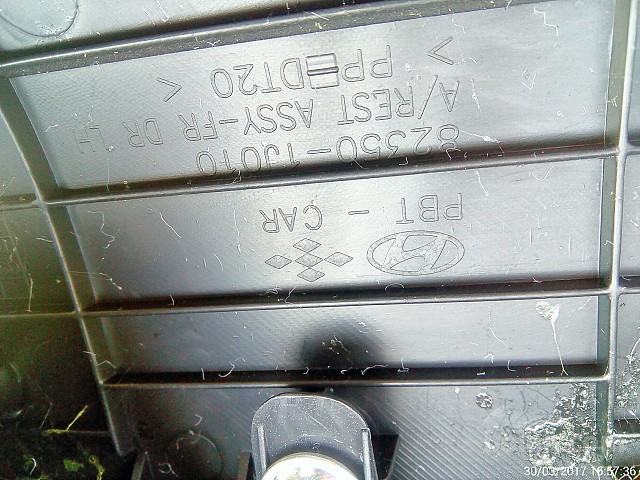 PBT - CAR
82350-1J010
A/REST ASSY-FR DR LH
> PP-DT20 <
30/03/2017 16:57:36